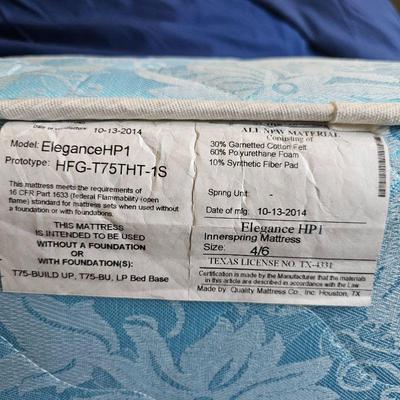 Date of Manufacture 10-13-2014
Model: EleganceHP1
Prototype: HFG-T75THT-1S
This mattress meets the requirements of
16 CFR Part 1633 (federal Flammability (open
flame) standard for mattress sets when used without
a foundation or with foundation(s).
THIS MATTRESS
IS INTENDED TO BE USED
WITHOUT A FOUNDATION
OR
WITH FOUNDATION(S):
T75-BUILD UP, T75-BU, LP Bed Base
ALL NEW MATERIAL
Consisting of
30% Garnetted Cotton Felt
60% Polyurethane Foam
10% Synthetic Fiber Pad
Spring Unit: -
Date of mfg: 10-13-2014
Elegance HP1
Innerspring Mattress
Size: 4/6
TEXAS LICENSE NO. TX-4331
Certification is made by the Manufacturer that the materials
in this article are described in accordance with the Law
Made by: Quality Mattress Co., Inc. Houston, TX